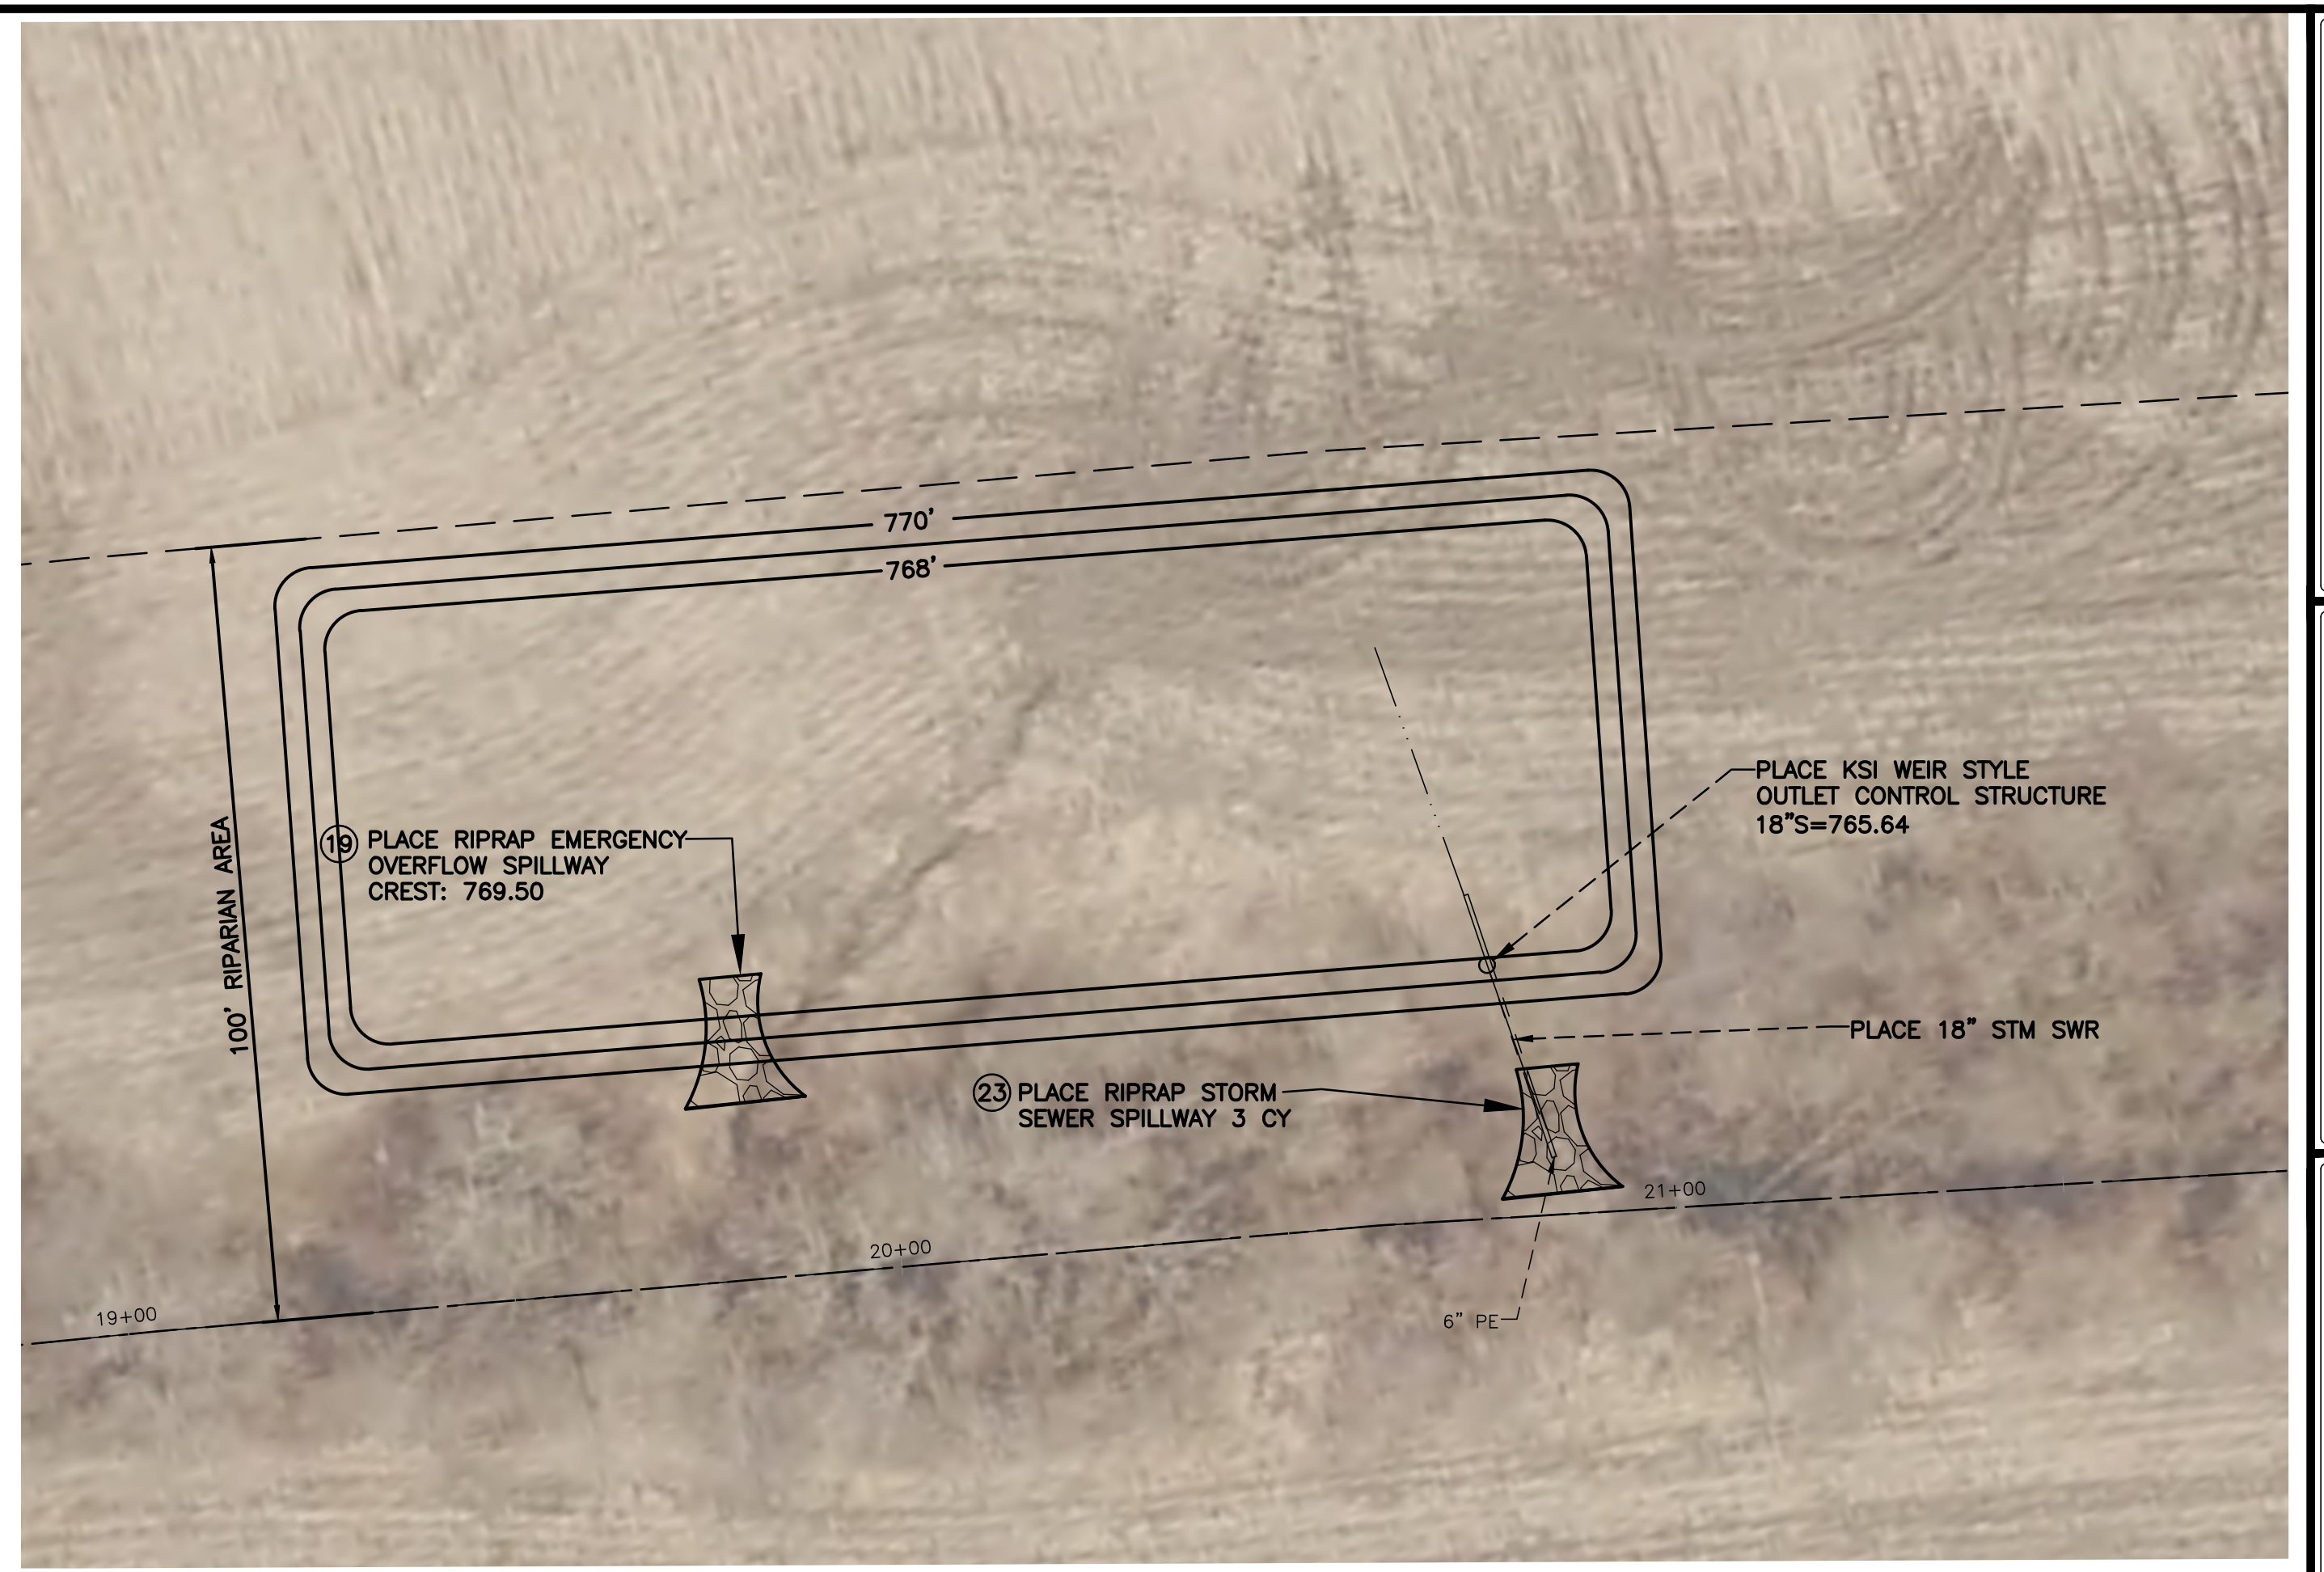 770'
768'
PLACE KSI WEIR STYLE
OUTLET CONTROL STRUCTURE
18"S=765.64
19 PLACE RIPRAP EMERGENCY
OVERFLOW SPILLWAY
CREST: 769.50
100' RIPARIAN AREA
PLACE 18" STM SWR
23 PLACE RIPRAP STORM
SEWER SPILLWAY 3 CY
21+00
20+00
19+00
6" PE